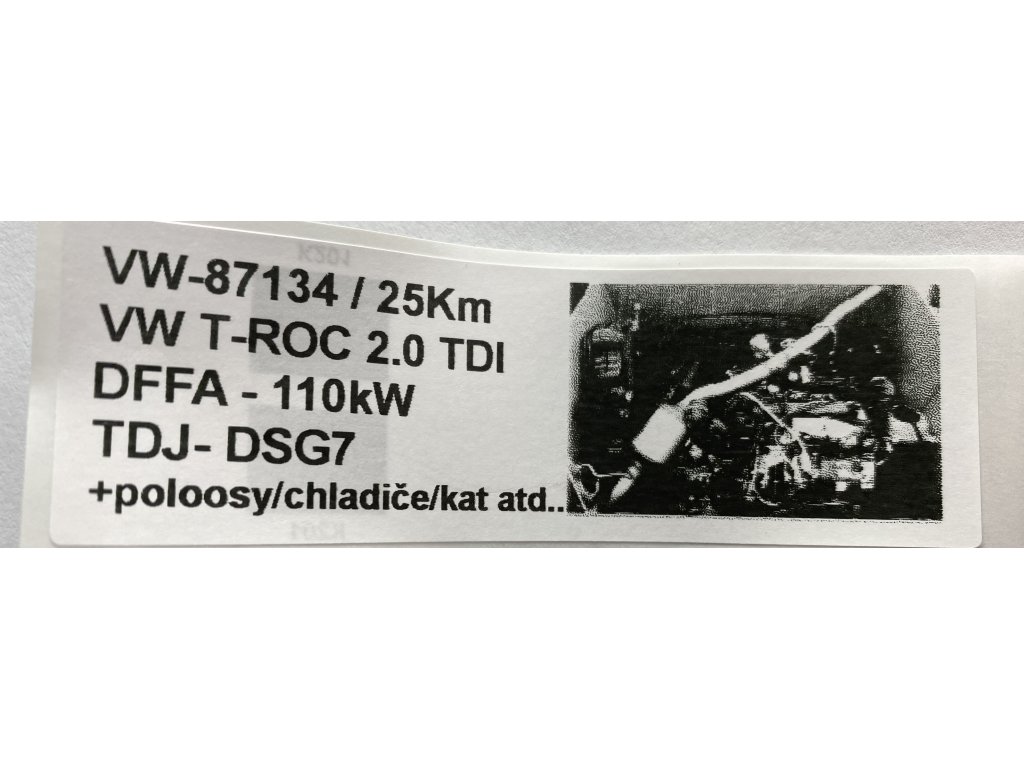 VW-87134 / 25Km
VW T-ROC 2.0 TDI
DFFA - 110kW
TDJ- DSG7
+poloosy/chladiče/kat atd..